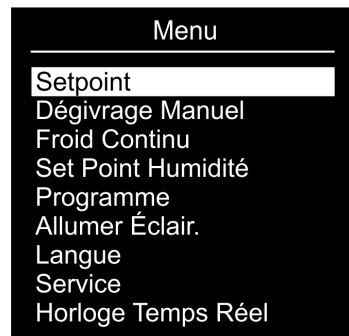 Menu
Setpoint
Dégivrage Manuel
Froid Continu
Set Point Humidité
Programme
Allumer Éclair.
Langue
Service
Horloge Temps Réel